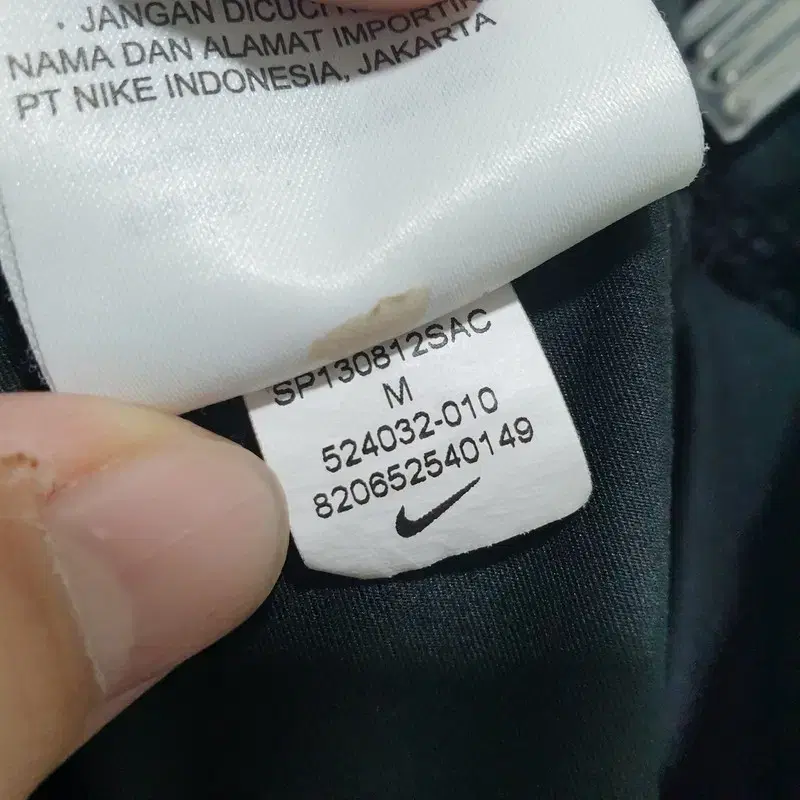 · JANGAN DICUCI
NAMA DAN ALAMAT IMPORTIR
PT NIKE INDONESIA, JAKARTA
SP130812SAC
M
524032-010
820652540149